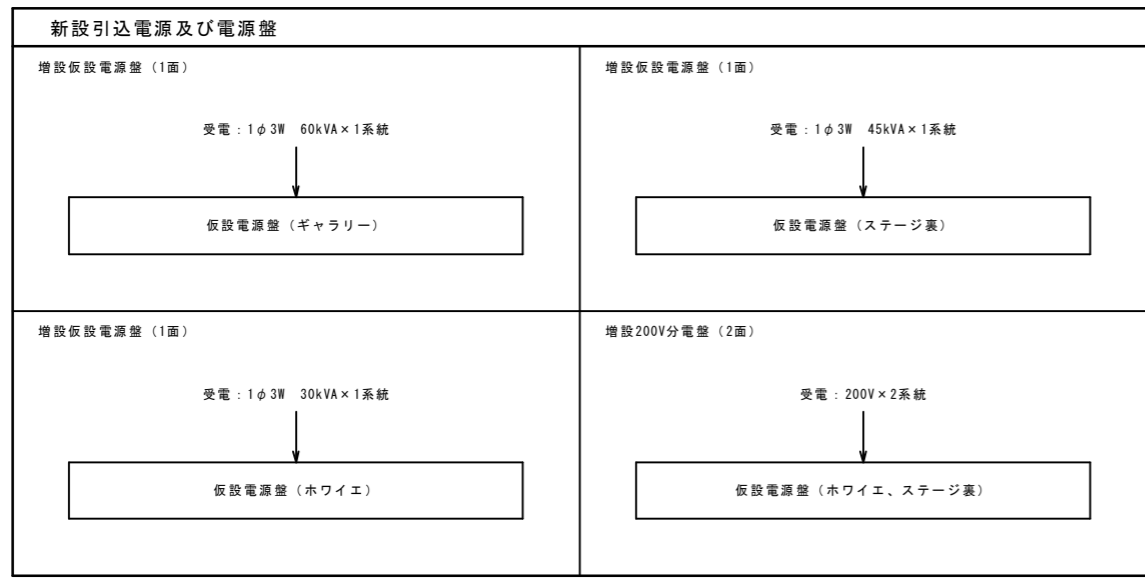 新設引込電源及び電源盤
増設仮設電源盤（1面）
受電：1φ3W　60kVA×1系統
仮設電源盤（ギャラリー）
増設仮設電源盤（1面）
受電：1φ3W　45kVA×1系統
仮設電源盤（ステージ裏）
増設仮設電源盤（1面）
受電：1φ3W　30kVA×1系統
仮設電源盤（ホワイエ）
増設200V分電盤（2面）
受電：200V×2系統
仮設電源盤（ホワイエ、ステージ裏）